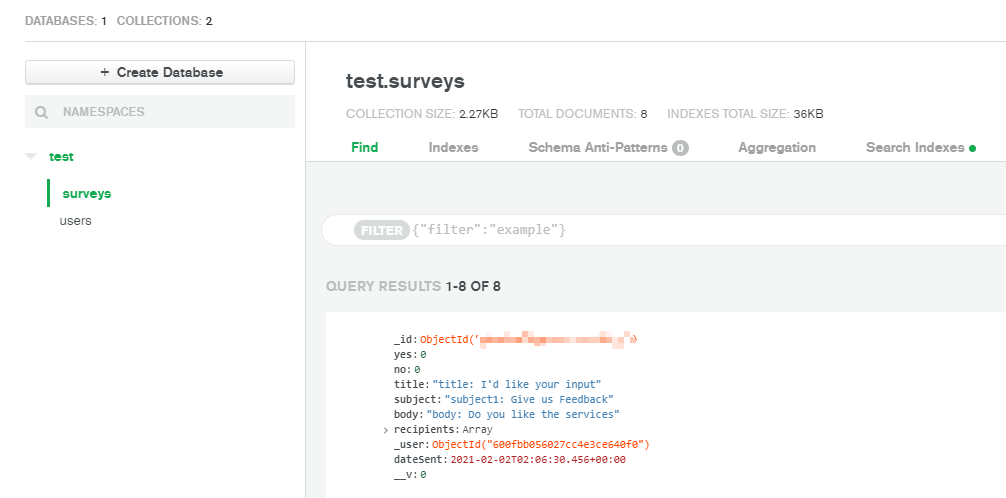 DATABASES: 1 COLLECTIONS: 2
+ Create Database
NAMESPACES
test
surveys
users
test.surveys
COLLECTION SIZE: 2.27KB TOTAL DOCUMENTS: 8 INDEXES TOTAL SIZE: 36KB
Find Indexes Schema Anti-Patterns 0 Aggregation Search Indexes
FILTER {"filter":"example"}
QUERY RESULTS 1-8 OF 8
_id: ObjectId(" )
yes: 0
no: 0
title: "title: I'd like your input"
subject: "subject1: Give us Feedback"
body: "body: Do you like the services"
> recipients: Array
_user: ObjectId("600fbb056027cc4e3ce640f0")
dateSent: 2021-02-02T02:06:30.456+00:00
__v: 0